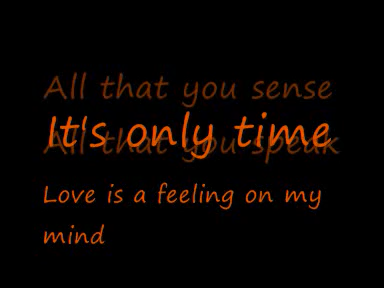 All that you sense
It's only time
All that you speak
Love is a feeling on my
mind